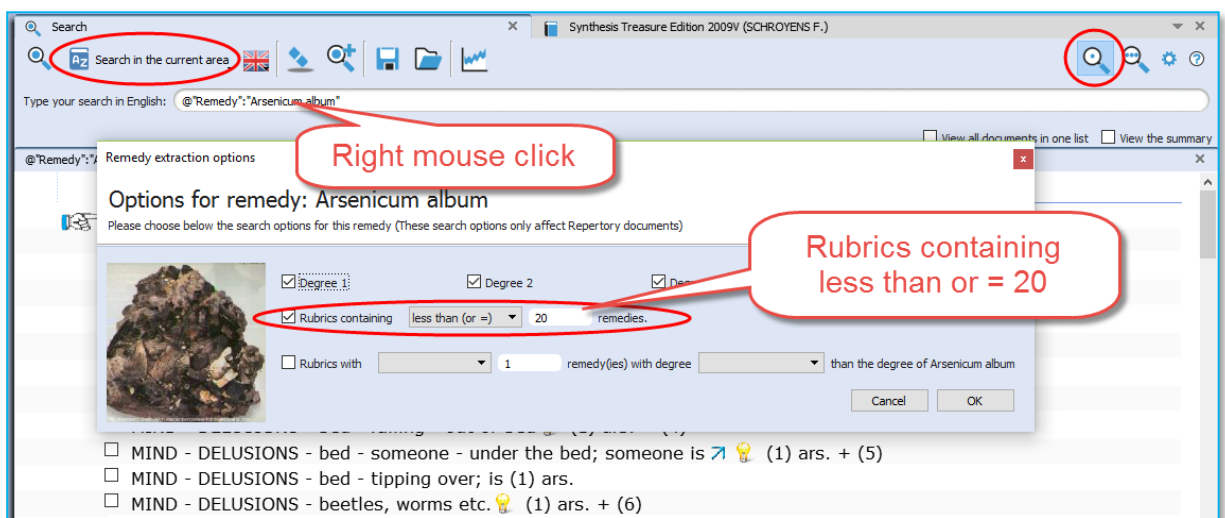 Search
Synthesis Treasure Edition 2009V (SCHROYENS F.)
AZ Search in the current area
Type your search in English: @"Remedy":"Arsenicum album"
Right mouse click
View all documents in one list View the summary
@"Remedy":"A
Remedy extraction options
Options for remedy: Arsenicum album
Please choose below the search options for this remedy (These search options only affect Repertory documents)
Rubrics containing
less than or = 20
Degree 1 Degree 2
Rubrics containing less than (or =) 20 remedies.
Rubrics with 1 remedy(ies) with degree than the degree of Arsenicum album
Cancel OK
MIND - DELUSIONS - bed - someone - under the bed; someone is (1) ars. + (5)
MIND - DELUSIONS - bed - tipping over; is (1) ars.
MIND - DELUSIONS - beetles, worms etc. (1) ars. + (6)